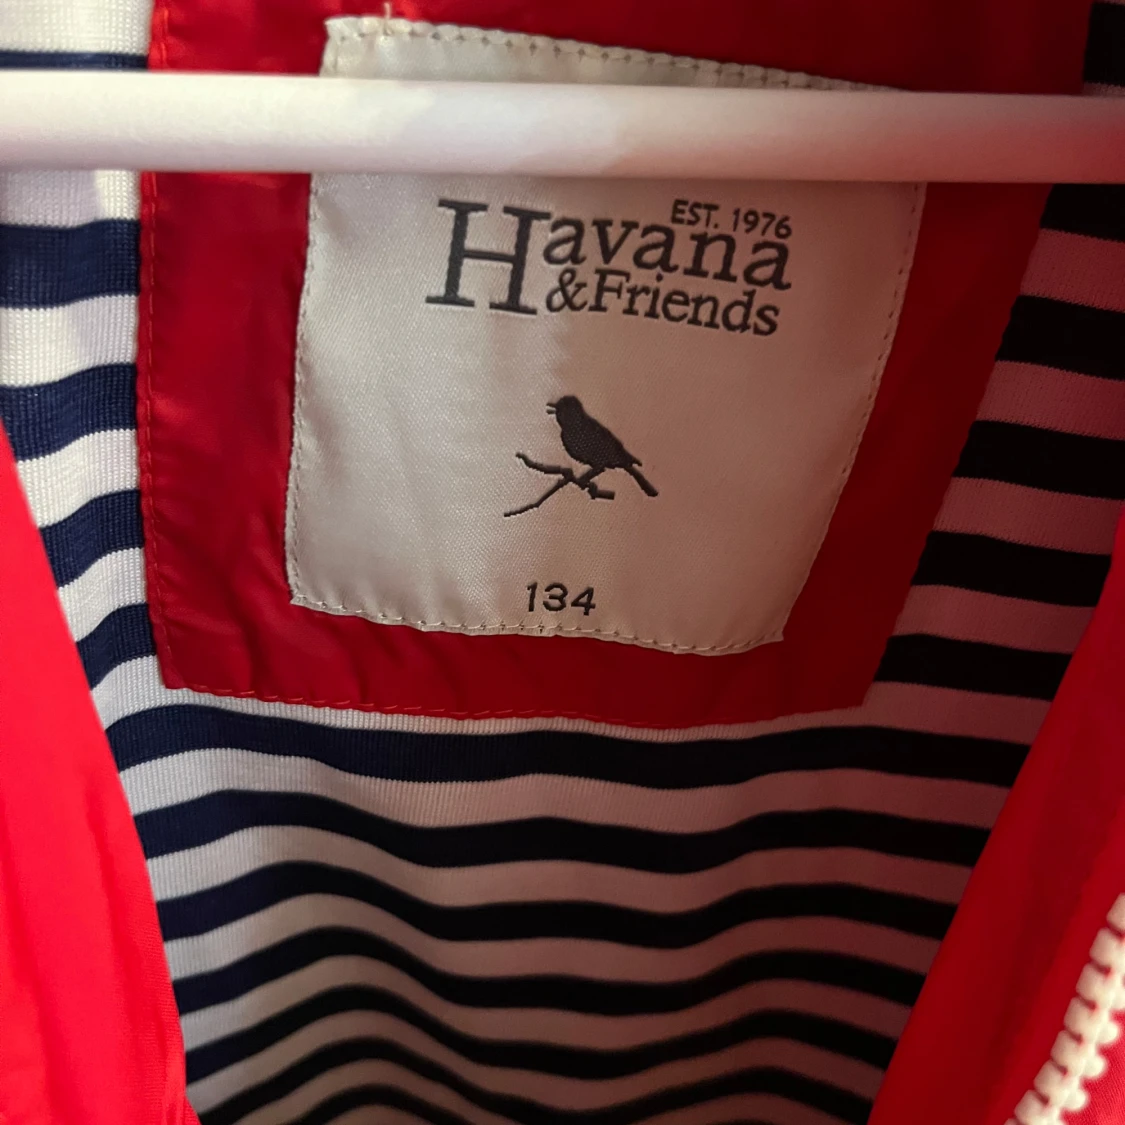 EST. 1976
Havana
&Friends
134